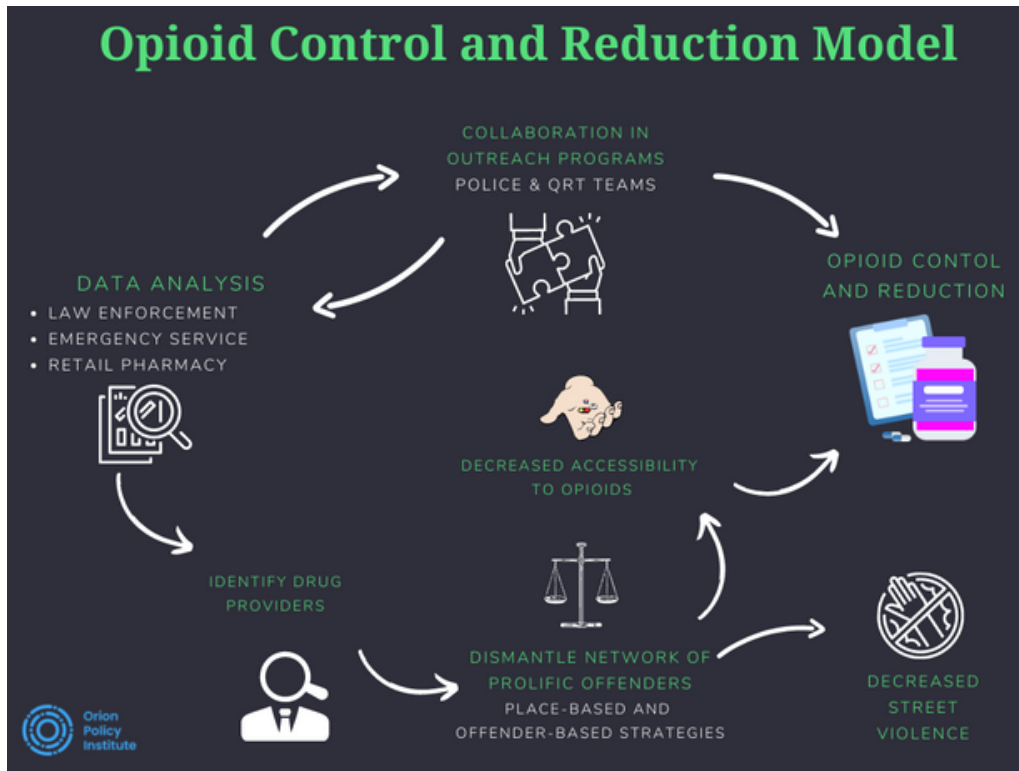 Opioid Control and Reduction Model
COLLABORATION IN
OUTREACH PROGRAMS
POLICE & QRT TEAMS
DATA ANALYSIS
• LAW ENFORCEMENT
• EMERGENCY SERVICE
• RETAIL PHARMACY
OPIOID CONTOL
AND REDUCTION
DECREASED ACCESSIBILITY
TO OPIOIDS
IDENTIFY DRUG
PROVIDERS
DISMANTLE NETWORK OF
PROLIFIC OFFENDERS
PLACE-BASED AND
OFFENDER-BASED STRATEGIES
DECREASED
STREET
VIOLENCE
Orion
Policy
Institute